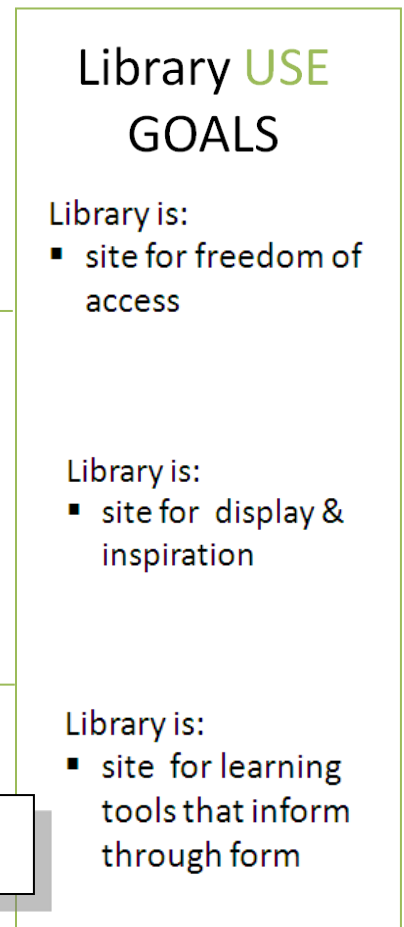 Library USE
GOALS
Library is:
▪ site for freedom of
access
Library is:
▪ site for display &
inspiration
Library is:
▪ site for learning
tools that inform
through form